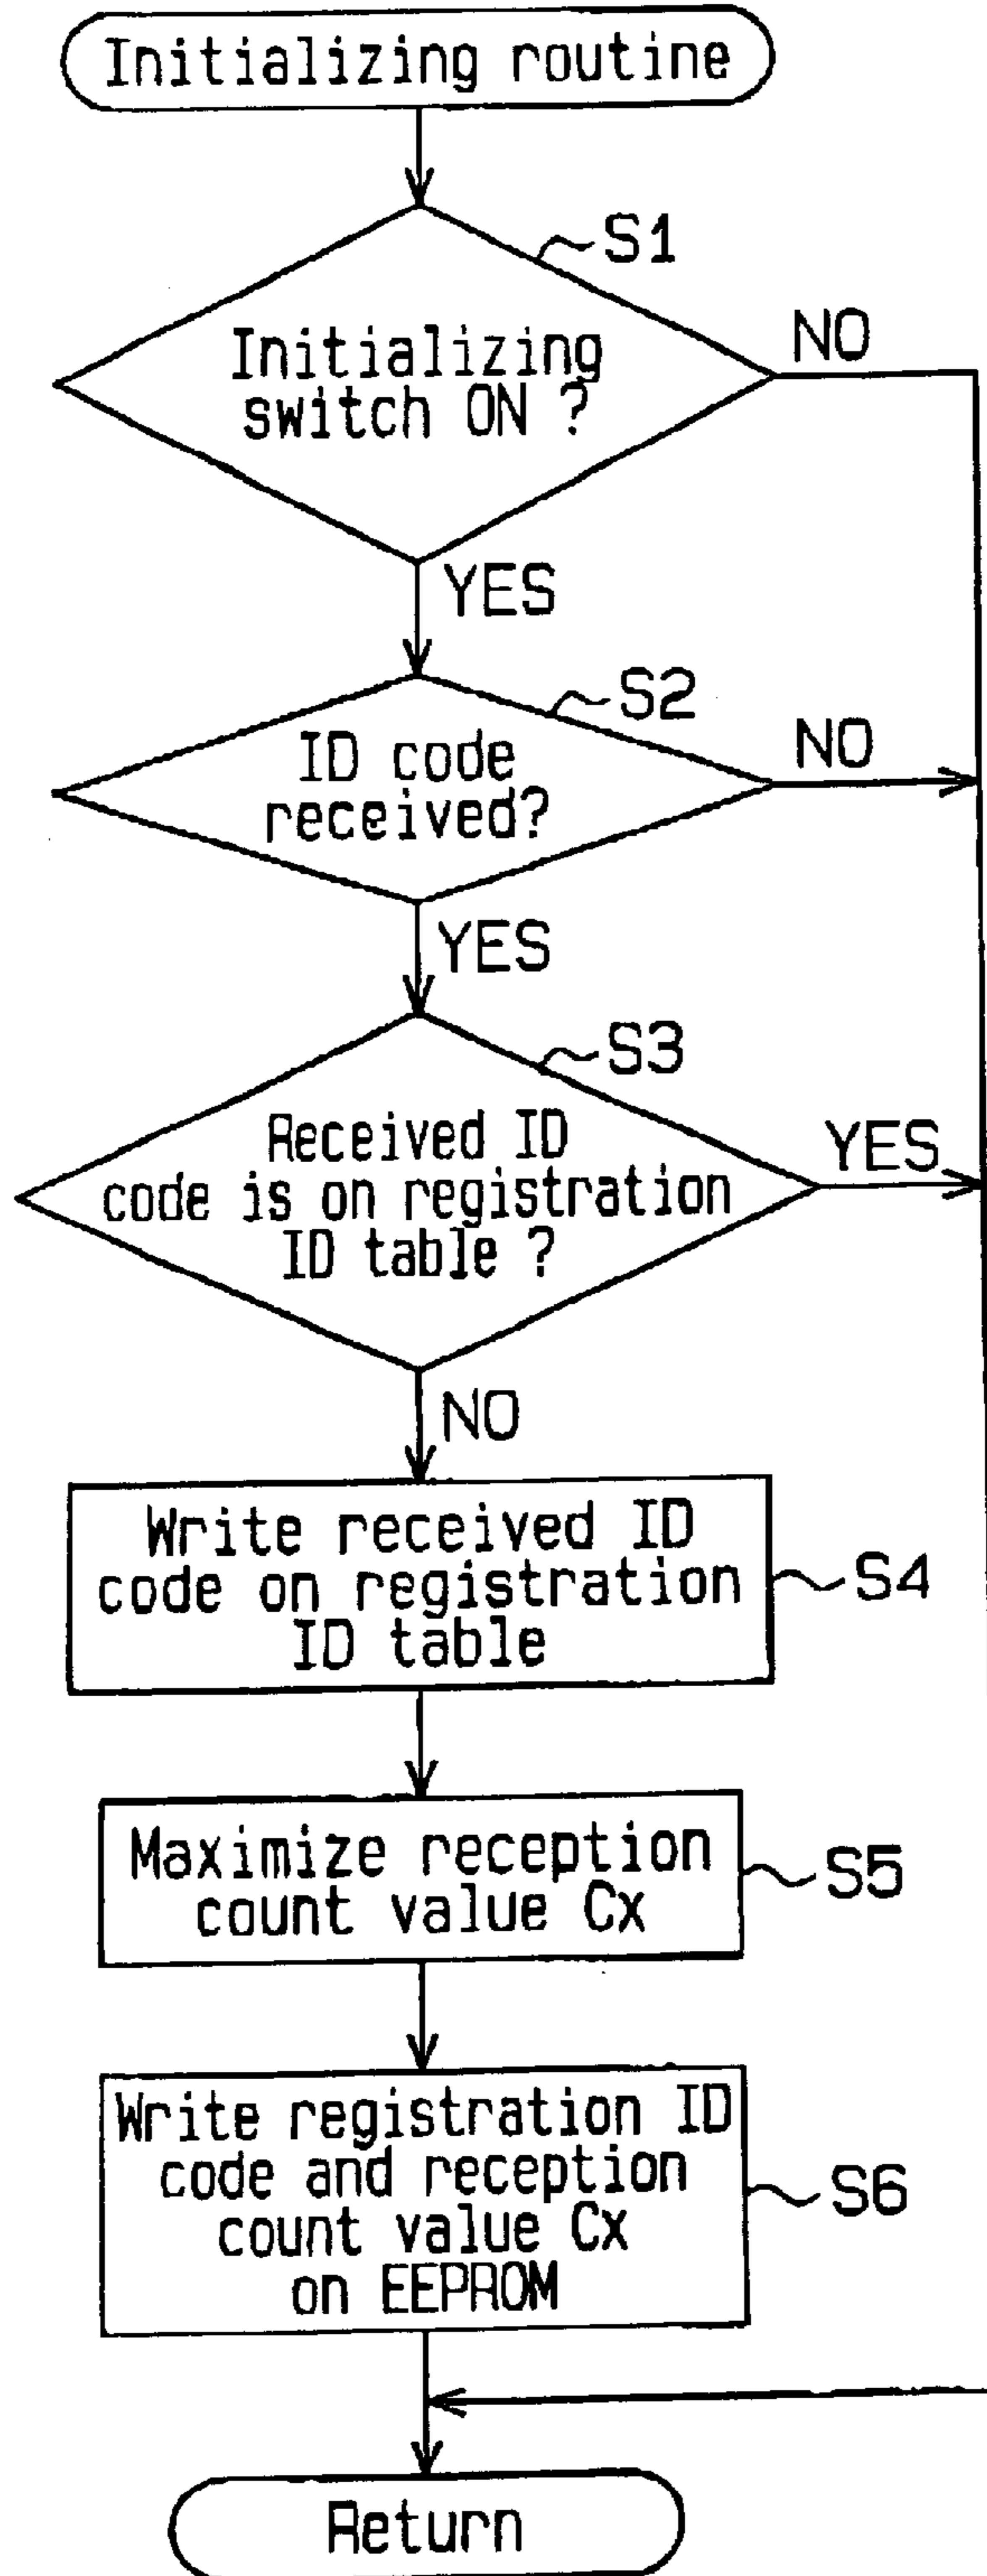 Initializing routine
S1
Initializing
switch ON ?
NO
YES
S2
ID code
received?
NO
YES
S3
Received ID
code is on registration
ID table ?
YES
NO
Write received ID
code on registration
ID table
S4
Maximize reception
count value Cx
S5
Write registration ID
code and reception
count value Cx
on EEPROM
S6
Return